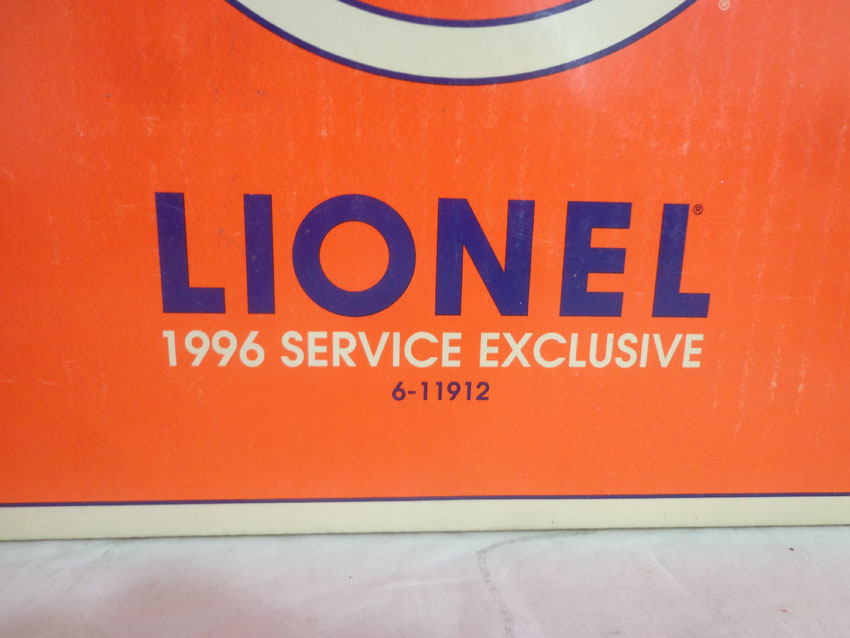 ®
LIONEL®
1996 SERVICE EXCLUSIVE
6-11912